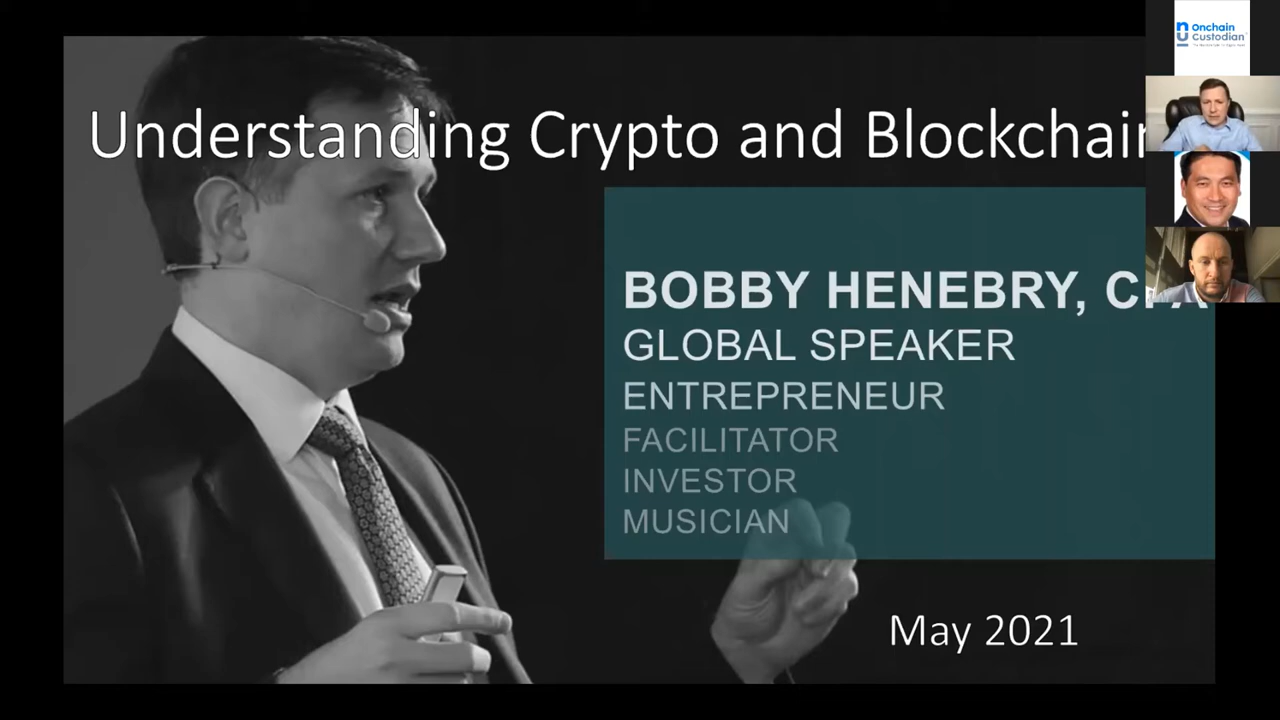 Understanding Crypto and Blockchain
BOBBY HENEBRY, CPA
GLOBAL SPEAKER
ENTREPRENEUR
FACILITATOR
INVESTOR
MUSICIAN
May 2021
Onchain
Custodian